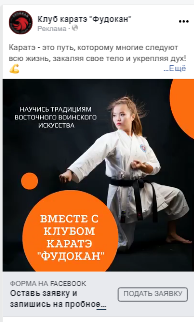 Клуб каратэ "Фудокан"
Реклама ·
Каратэ - это путь, которому многие следуют
всю жизнь, закаляя свое тело и укрепляя дух!
...Ещё
НАУЧИСЬ ТРАДИЦИЯМ
ВОСТОЧНОГО ВОИНСКОГО
ИСКУССТВА
ВМЕСТЕ С
КЛУБОМ
КАРАТЭ
"ФУДОКАН"
ФОРМА НА FACEBOOK
Оставь заявку и
запишись на пробное...
ПОДАТЬ ЗАЯВКУ